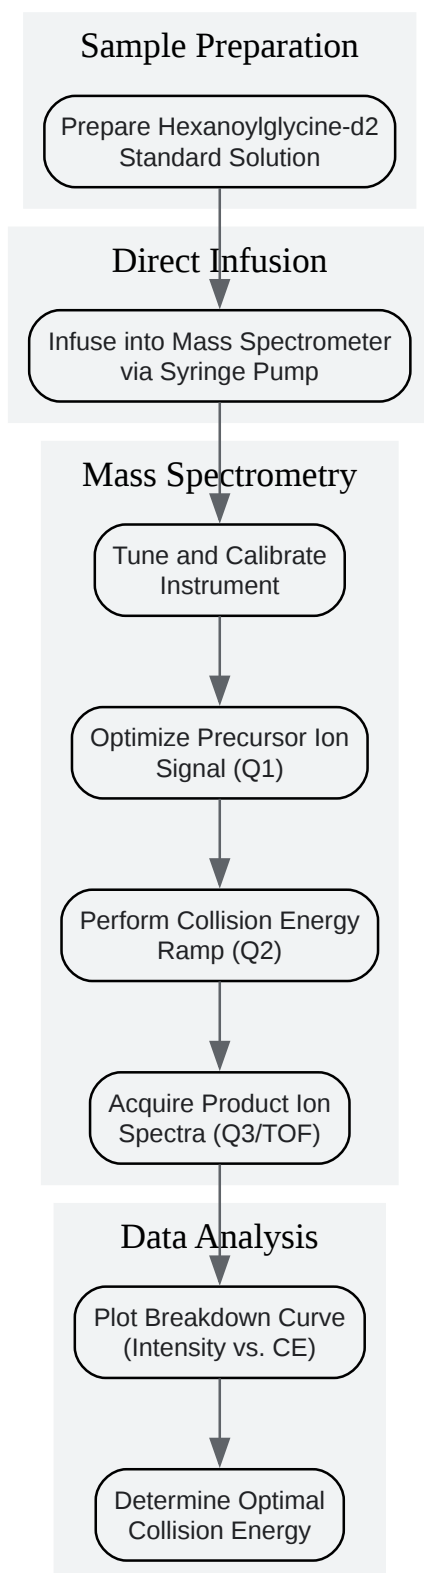 Sample Preparation
Prepare Hexanoylglycine-d2
Standard Solution
Direct Infusion
Infuse into Mass Spectrometer
via Syringe Pump
Mass Spectrometry
Tune and Calibrate
Instrument
Optimize Precursor Ion
Signal (Q1)
Perform Collision Energy
Ramp (Q2)
Acquire Product Ion
Spectra (Q3/TOF)
Data Analysis
Plot Breakdown Curve
(Intensity vs. CE)
Determine Optimal
Collision Energy